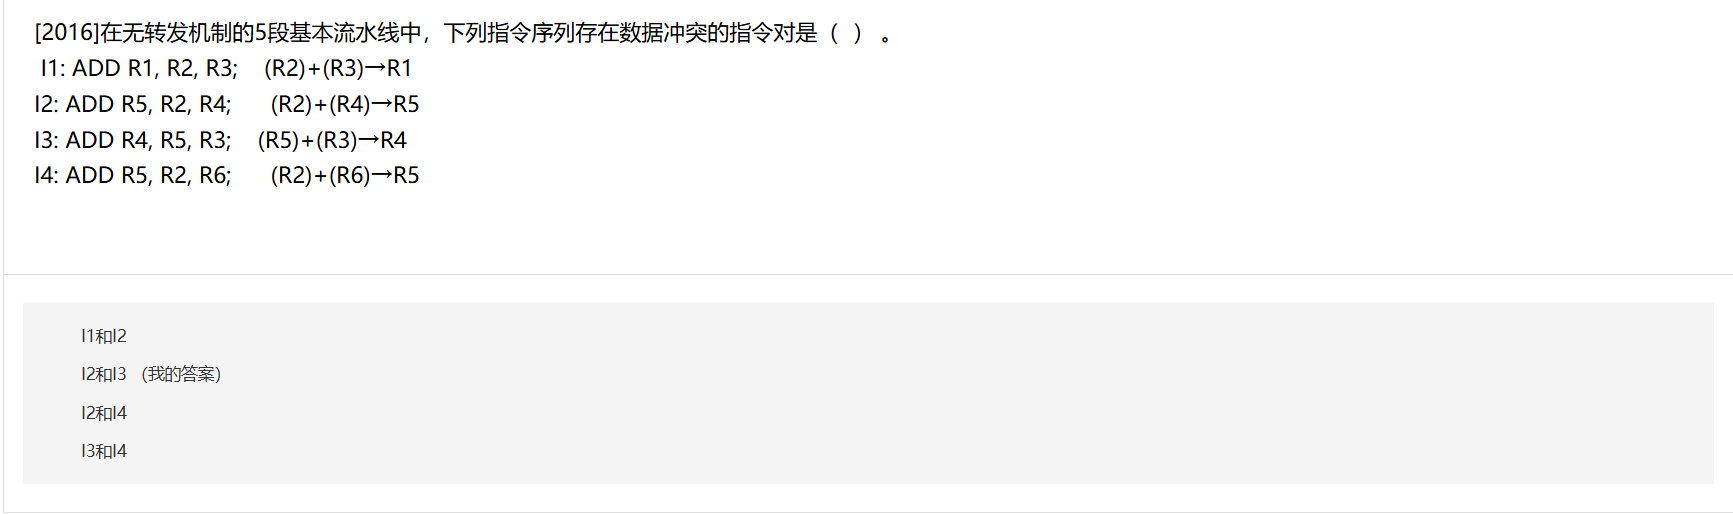 [2016]在无转发机制的5段基本流水线中，下列指令序列存在数据冲突的指令对是（ ）。
I1: ADD R1, R2, R3; (R2)+(R3)→R1
I2: ADD R5, R2, R4; (R2)+(R4)→R5
I3: ADD R4, R5, R3; (R5)+(R3)→R4
I4: ADD R5, R2, R6; (R2)+(R6)→R5
I1和I2
I2和I3 （我的答案）
I2和I4
I3和I4